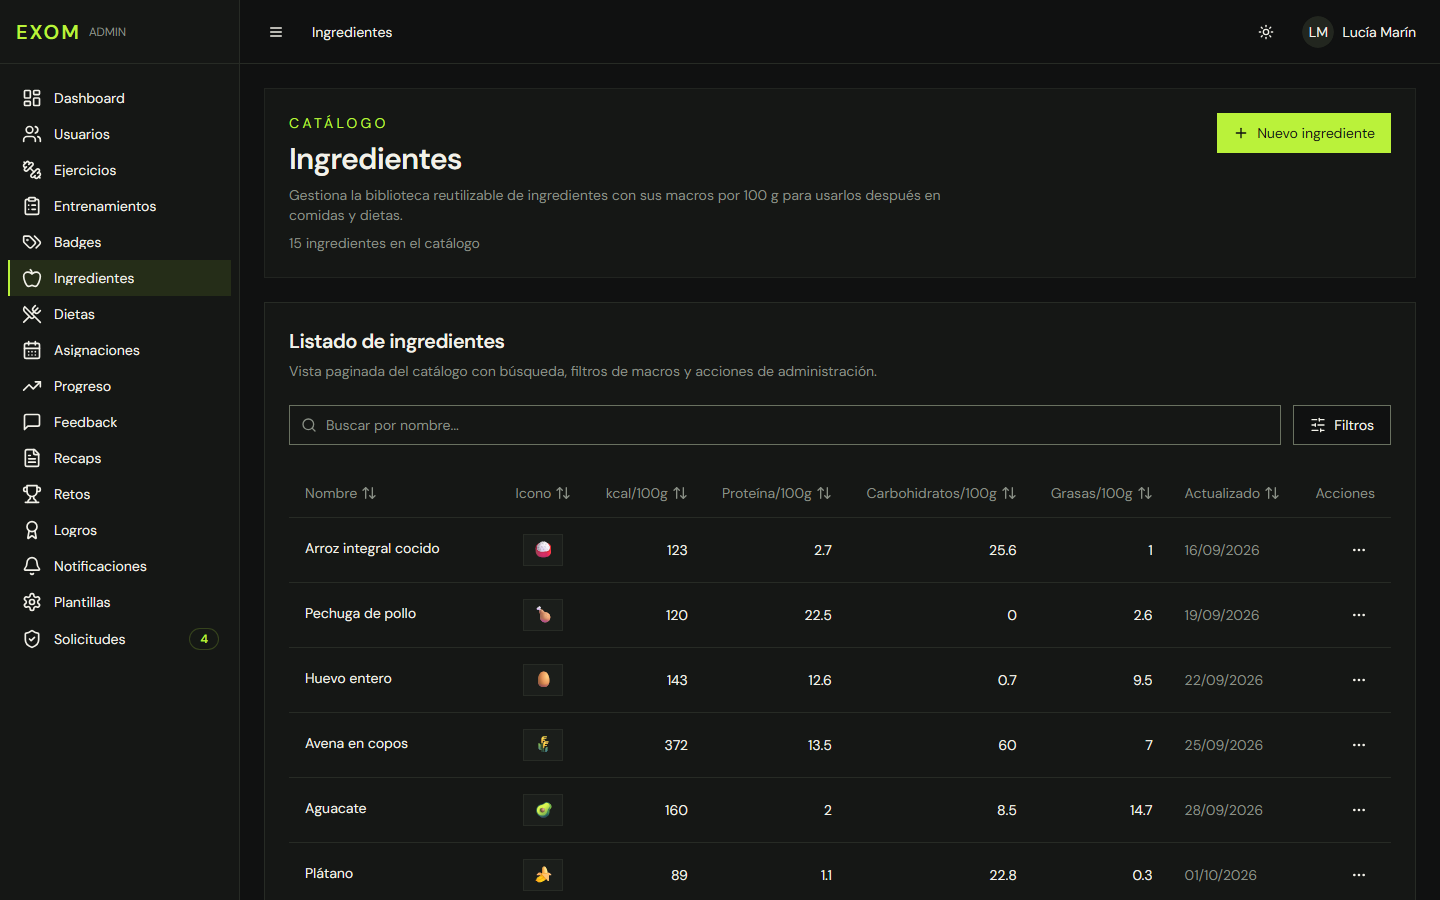 EXOM ADMIN
Ingredientes
LM Lucía Marín
Dashboard
Usuarios
Ejercicios
Entrenamientos
Badges
Ingredientes
Dietas
Asignaciones
Progreso
Feedback
Recaps
Retos
Logros
Notificaciones
Plantillas
Solicitudes 4
CATÁLOGO
Ingredientes
Gestiona la biblioteca reutilizable de ingredientes con sus macros por 100 g para usarlos después en
comidas y dietas.
15 ingredientes en el catálogo
Nuevo ingrediente
Listado de ingredientes
Vista paginada del catálogo con búsqueda, filtros de macros y acciones de administración.
Buscar por nombre...
Filtros
Nombre Icono kcal/100g Proteína/100g Carbohidratos/100g Grasas/100g Actualizado Acciones
Arroz integral cocido 123 2.7 25.6 1 16/09/2026
Pechuga de pollo 120 22.5 0 2.6 19/09/2026
Huevo entero 143 12.6 0.7 9.5 22/09/2026
Avena en copos 372 13.5 60 7 25/09/2026
Aguacate 160 2 8.5 14.7 28/09/2026
Plátano 89 1.1 22.8 0.3 01/10/2026